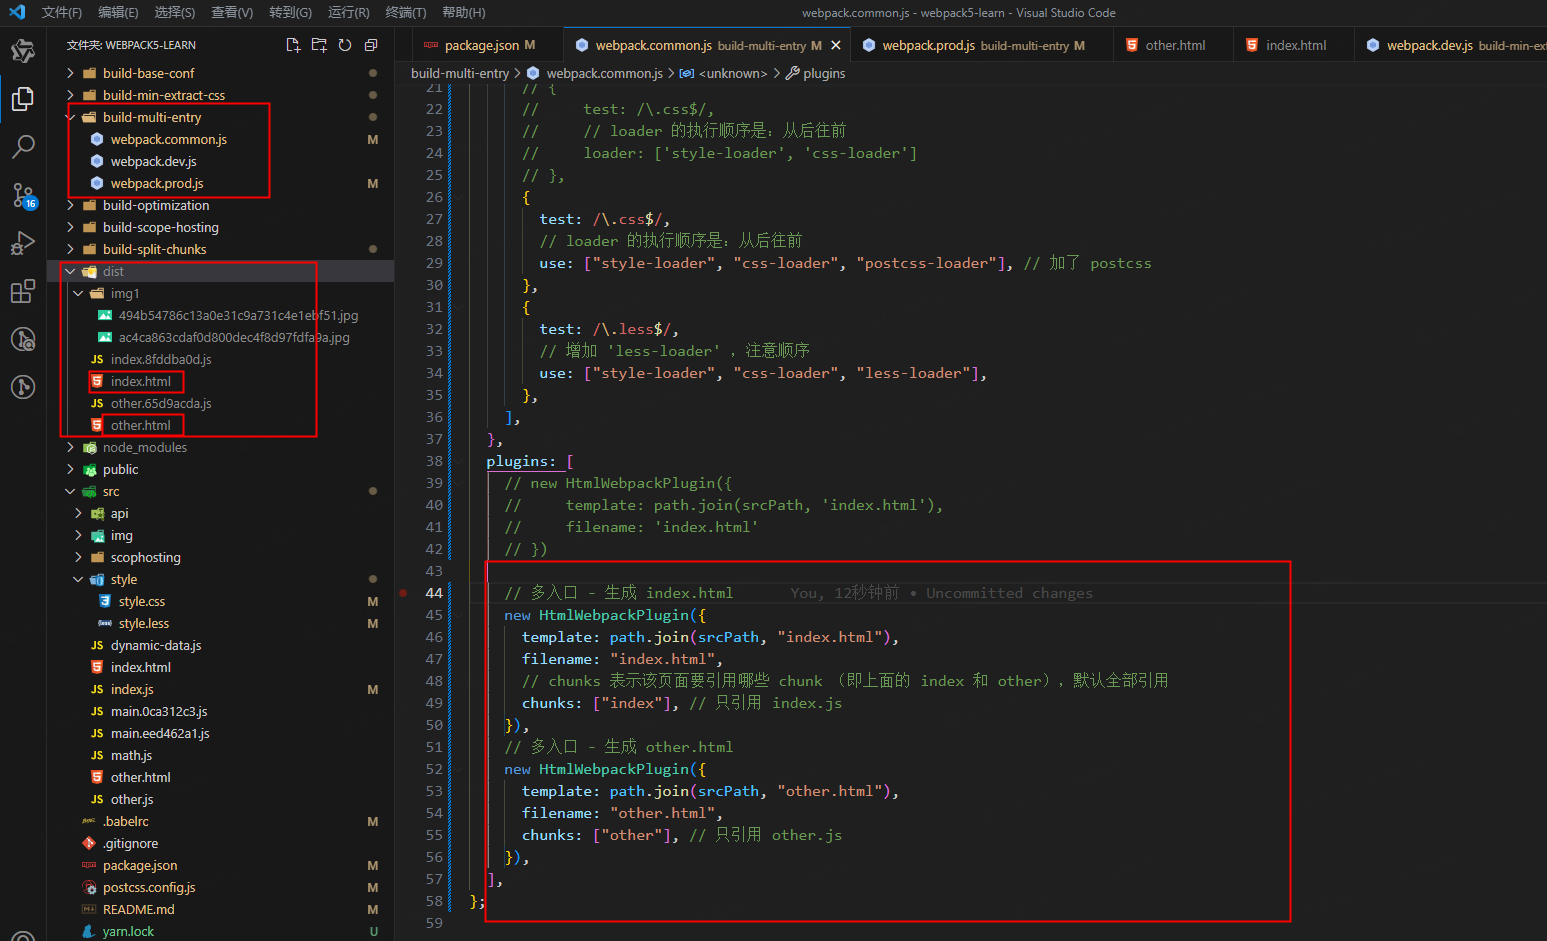 文件(F) 编辑(E) 选择(S) 查看(V) 转到(G) 运行(R) 终端(T) 帮助(H) webpack.common.js - webpack5-learn - Visual Studio Code
文件夹: WEBPACK5-LEARN
package.json M
webpack.common.js build-multi-entry M
webpack.prod.js build-multi-entry M
other.html
index.html
webpack.dev.js build-min-ext
build-multi-entry > webpack.common.js > <unknown> > plugins
build-base-conf
build-min-extract-css
build-multi-entry
webpack.common.js M
webpack.dev.js
webpack.prod.js M
16
build-optimization
build-scope-hosting
build-split-chunks
dist
img1
494b54786c13a0e31c9a731c4e1ebf51.jpg
ac4ca863cdaf0d800dec4f8d97fdfa9a.jpg
JS index.8fddba0d.js
index.html
JS other.65d9acda.js
other.html
node_modules
public
src
api
img
scophosting
style
style.css M
style.less M
JS dynamic-data.js
index.html
JS index.js M
JS main.0ca312c3.js
JS main.eed462a1.js
JS math.js
other.html
JS other.js
.babelrc M
.gitignore
package.json M
postcss.config.js M
README.md M
yarn.lock U
21 // {
22 //     test: /\.css$/,
23 //     // loader 的执行顺序是: 从后往前
24 //     loader: ['style-loader', 'css-loader']
25 // },
26 {
27 test: /\.css$/,
28 // loader 的执行顺序是: 从后往前
29 use: ["style-loader", "css-loader", "postcss-loader"], // 加了 postcss
30 },
31 {
32 test: /\.less$/,
33 // 增加 'less-loader' ，注意顺序
34 use: ["style-loader", "css-loader", "less-loader"],
35 },
36 ],
37 },
38 plugins: [
39 // new HtmlWebpackPlugin({
40 //     template: path.join(srcPath, 'index.html'),
41 //     filename: 'index.html'
42 // })
43
44 // 多入口 - 生成 index.html You, 12秒钟前 • Uncommitted changes
45 new HtmlWebpackPlugin({
46 template: path.join(srcPath, "index.html"),
47 filename: "index.html",
48 // chunks 表示该页面要引用哪些 chunk （即上面的 index 和 other），默认全部引用
49 chunks: ["index"], // 只引用 index.js
50 }),
51 // 多入口 - 生成 other.html
52 new HtmlWebpackPlugin({
53 template: path.join(srcPath, "other.html"),
54 filename: "other.html",
55 chunks: ["other"], // 只引用 other.js
56 }),
57 ],
58 };
59